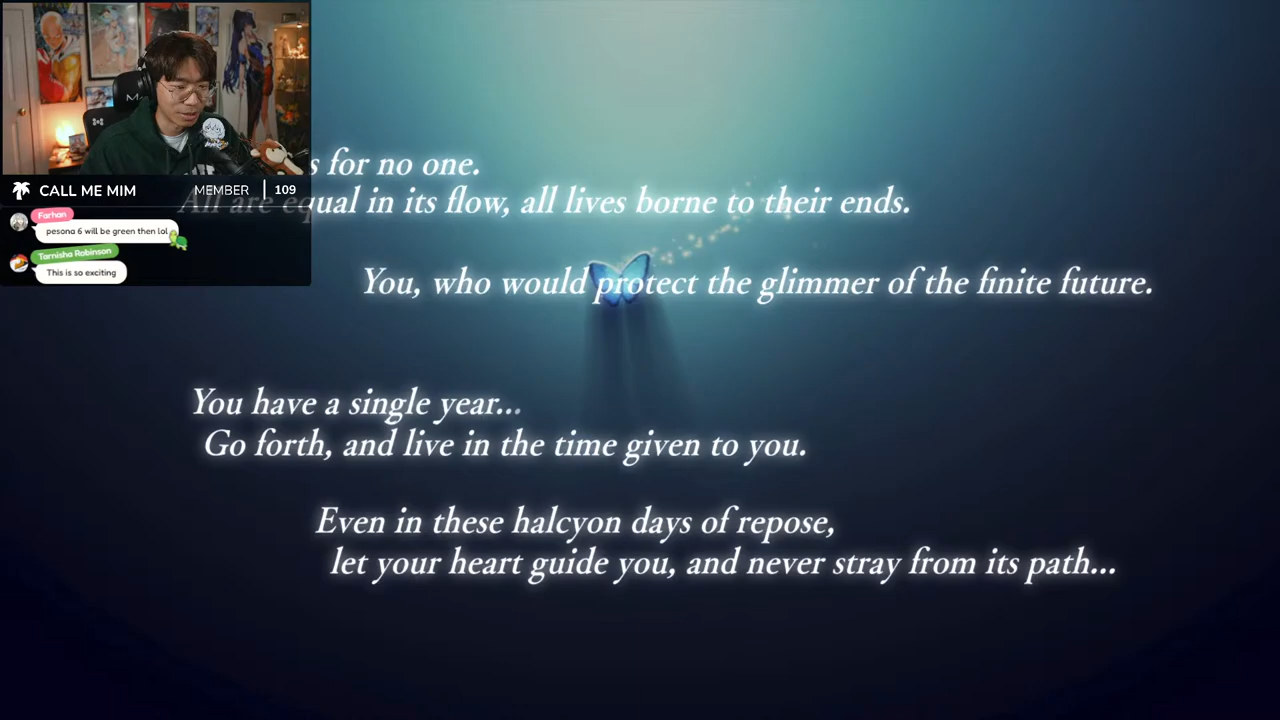 s for no one.
CALL ME MIM MEMBER | 109
All are equal in its flow, all lives borne to their ends.
Farhan
pesona 6 will be green then lol
Tarnisha Robinson
This is so exciting
You, who would protect the glimmer of the finite future.
You have a single year...
Go forth, and live in the time given to you.
Even in these halcyon days of repose,
let your heart guide you, and never stray from its path...